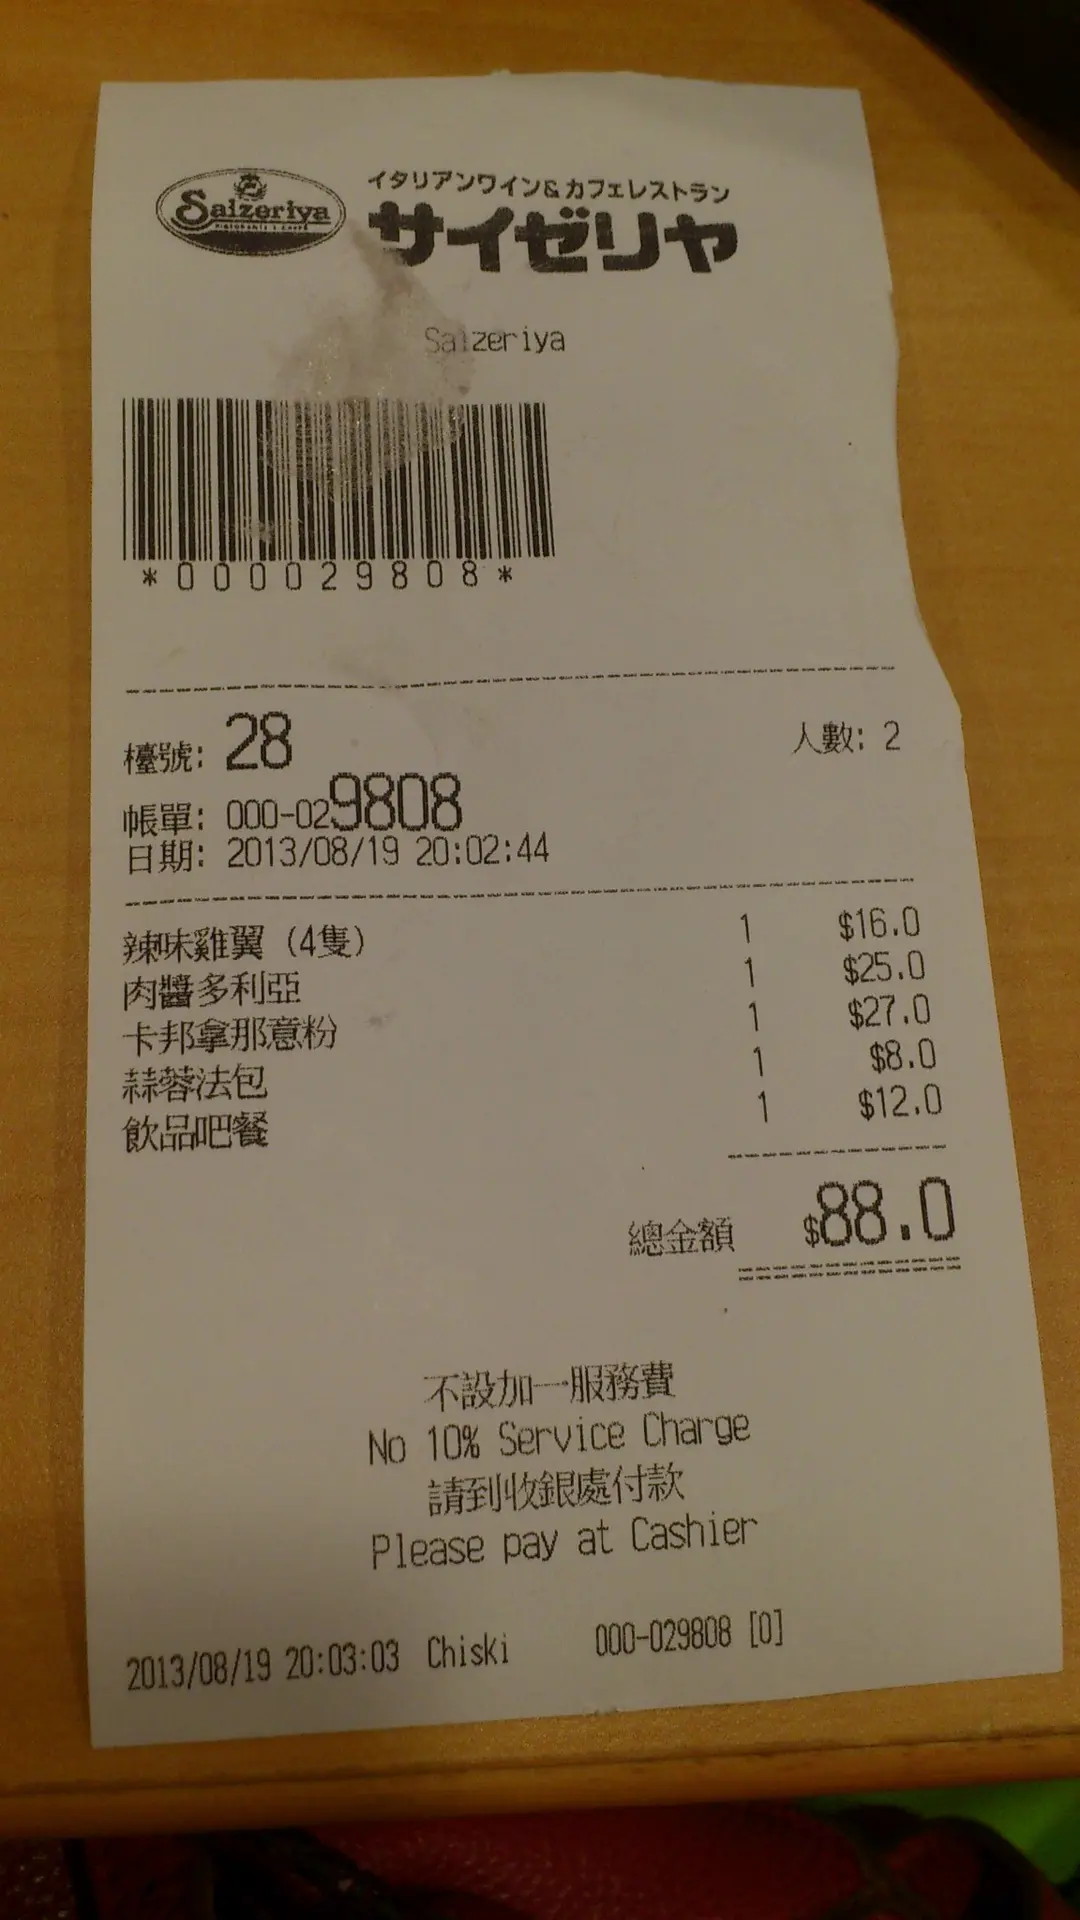 Saizeriya
イタリアンワイン&カフェレストラン
サイゼリヤ
Saizeriya
*000029808*
檯號: 28
人數: 2
帳單: 000-029808
日期: 2013/08/19 20:02:44
辣味雞翼 (4隻) 1 $16.0
肉醬多利亞 1 $25.0
卡邦拿那意粉 1 $27.0
蒜蓉法包 1 $8.0
飲品吧餐 1 $12.0
總金額 $88.0
不設加一服務費
No 10% Service Charge
請到收銀處付款
Please pay at Cashier
2013/08/19 20:03:03 Chiski 000-029808 [0]